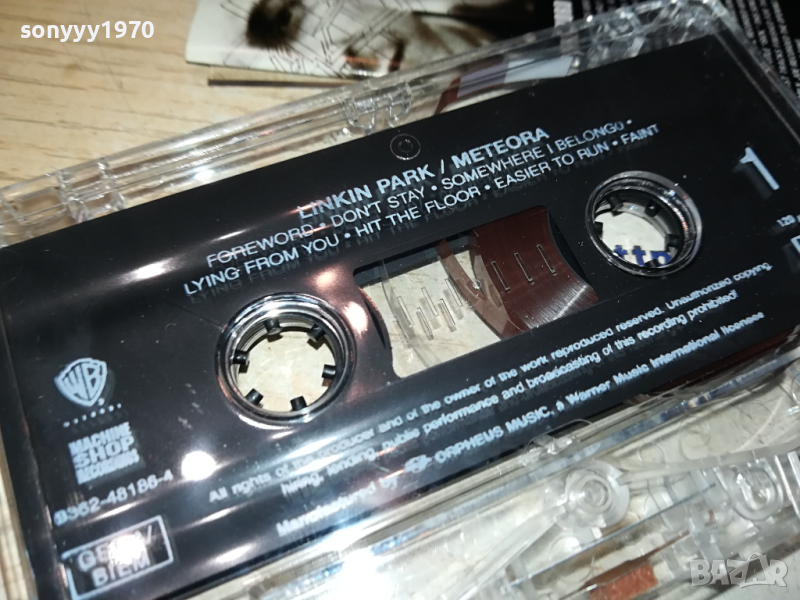 sonyyy1970
LINKIN PARK / METEORA
FOREWORD • DON'T STAY • SOMEWHERE I BELONG •
LYING FROM YOU • HIT THE FLOOR • EASIER TO RUN • FAINT
1
120
WB
MACHINE
SHOP
RECORDINGS
9362-48186-4
GEMA/
BIEM
All rights of the producer and of the owner of the work reproduced reserved. Unauthorized copying,
hiring, lending, public performance and broadcasting of this recording prohibited!
Manufactured by ORPHEUS MUSIC, a Warner Music International licensee
BAZAR